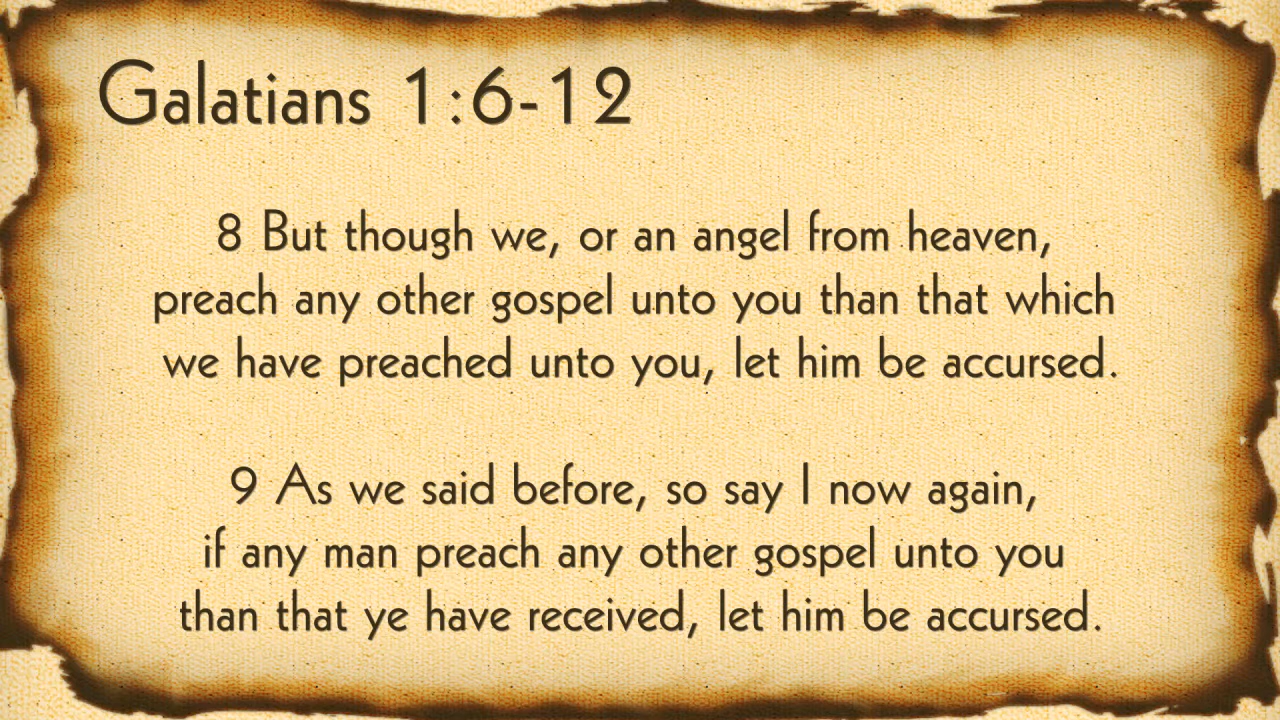 Galatians 1:6-12
8 But though we, or an angel from heaven,
preach any other gospel unto you than that which
we have preached unto you, let him be accursed.
9 As we said before, so say I now again,
if any man preach any other gospel unto you
than that ye have received, let him be accursed.